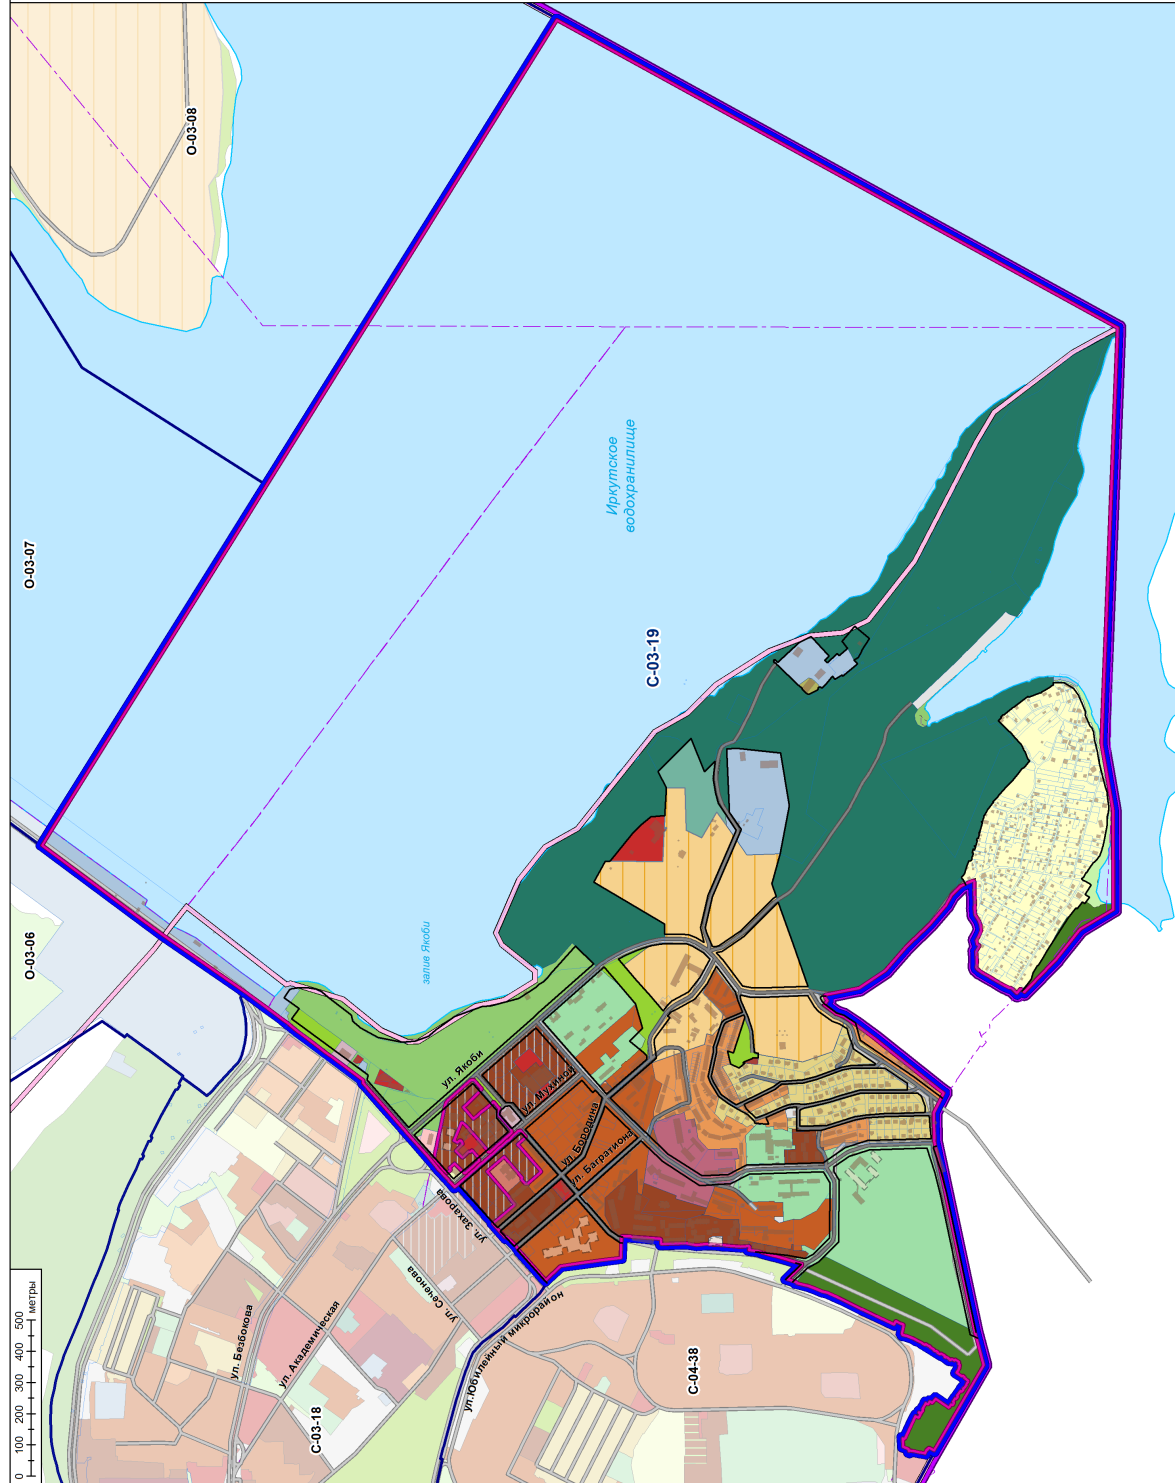 О-03-08
О-03-07
Иркутское
водохранилище
С-03-19
О-03-06
залив Якоби
ул. Якоби
ул. Мухиной
ул. Бородина
ул. Багратиона
ул. Захарова
ул. Сеченова
ул. Безбокова
ул. Академическая
ул.Юбилейный микрорайон
С-04-38
С-03-18
0 100 200 300 400 500
метры